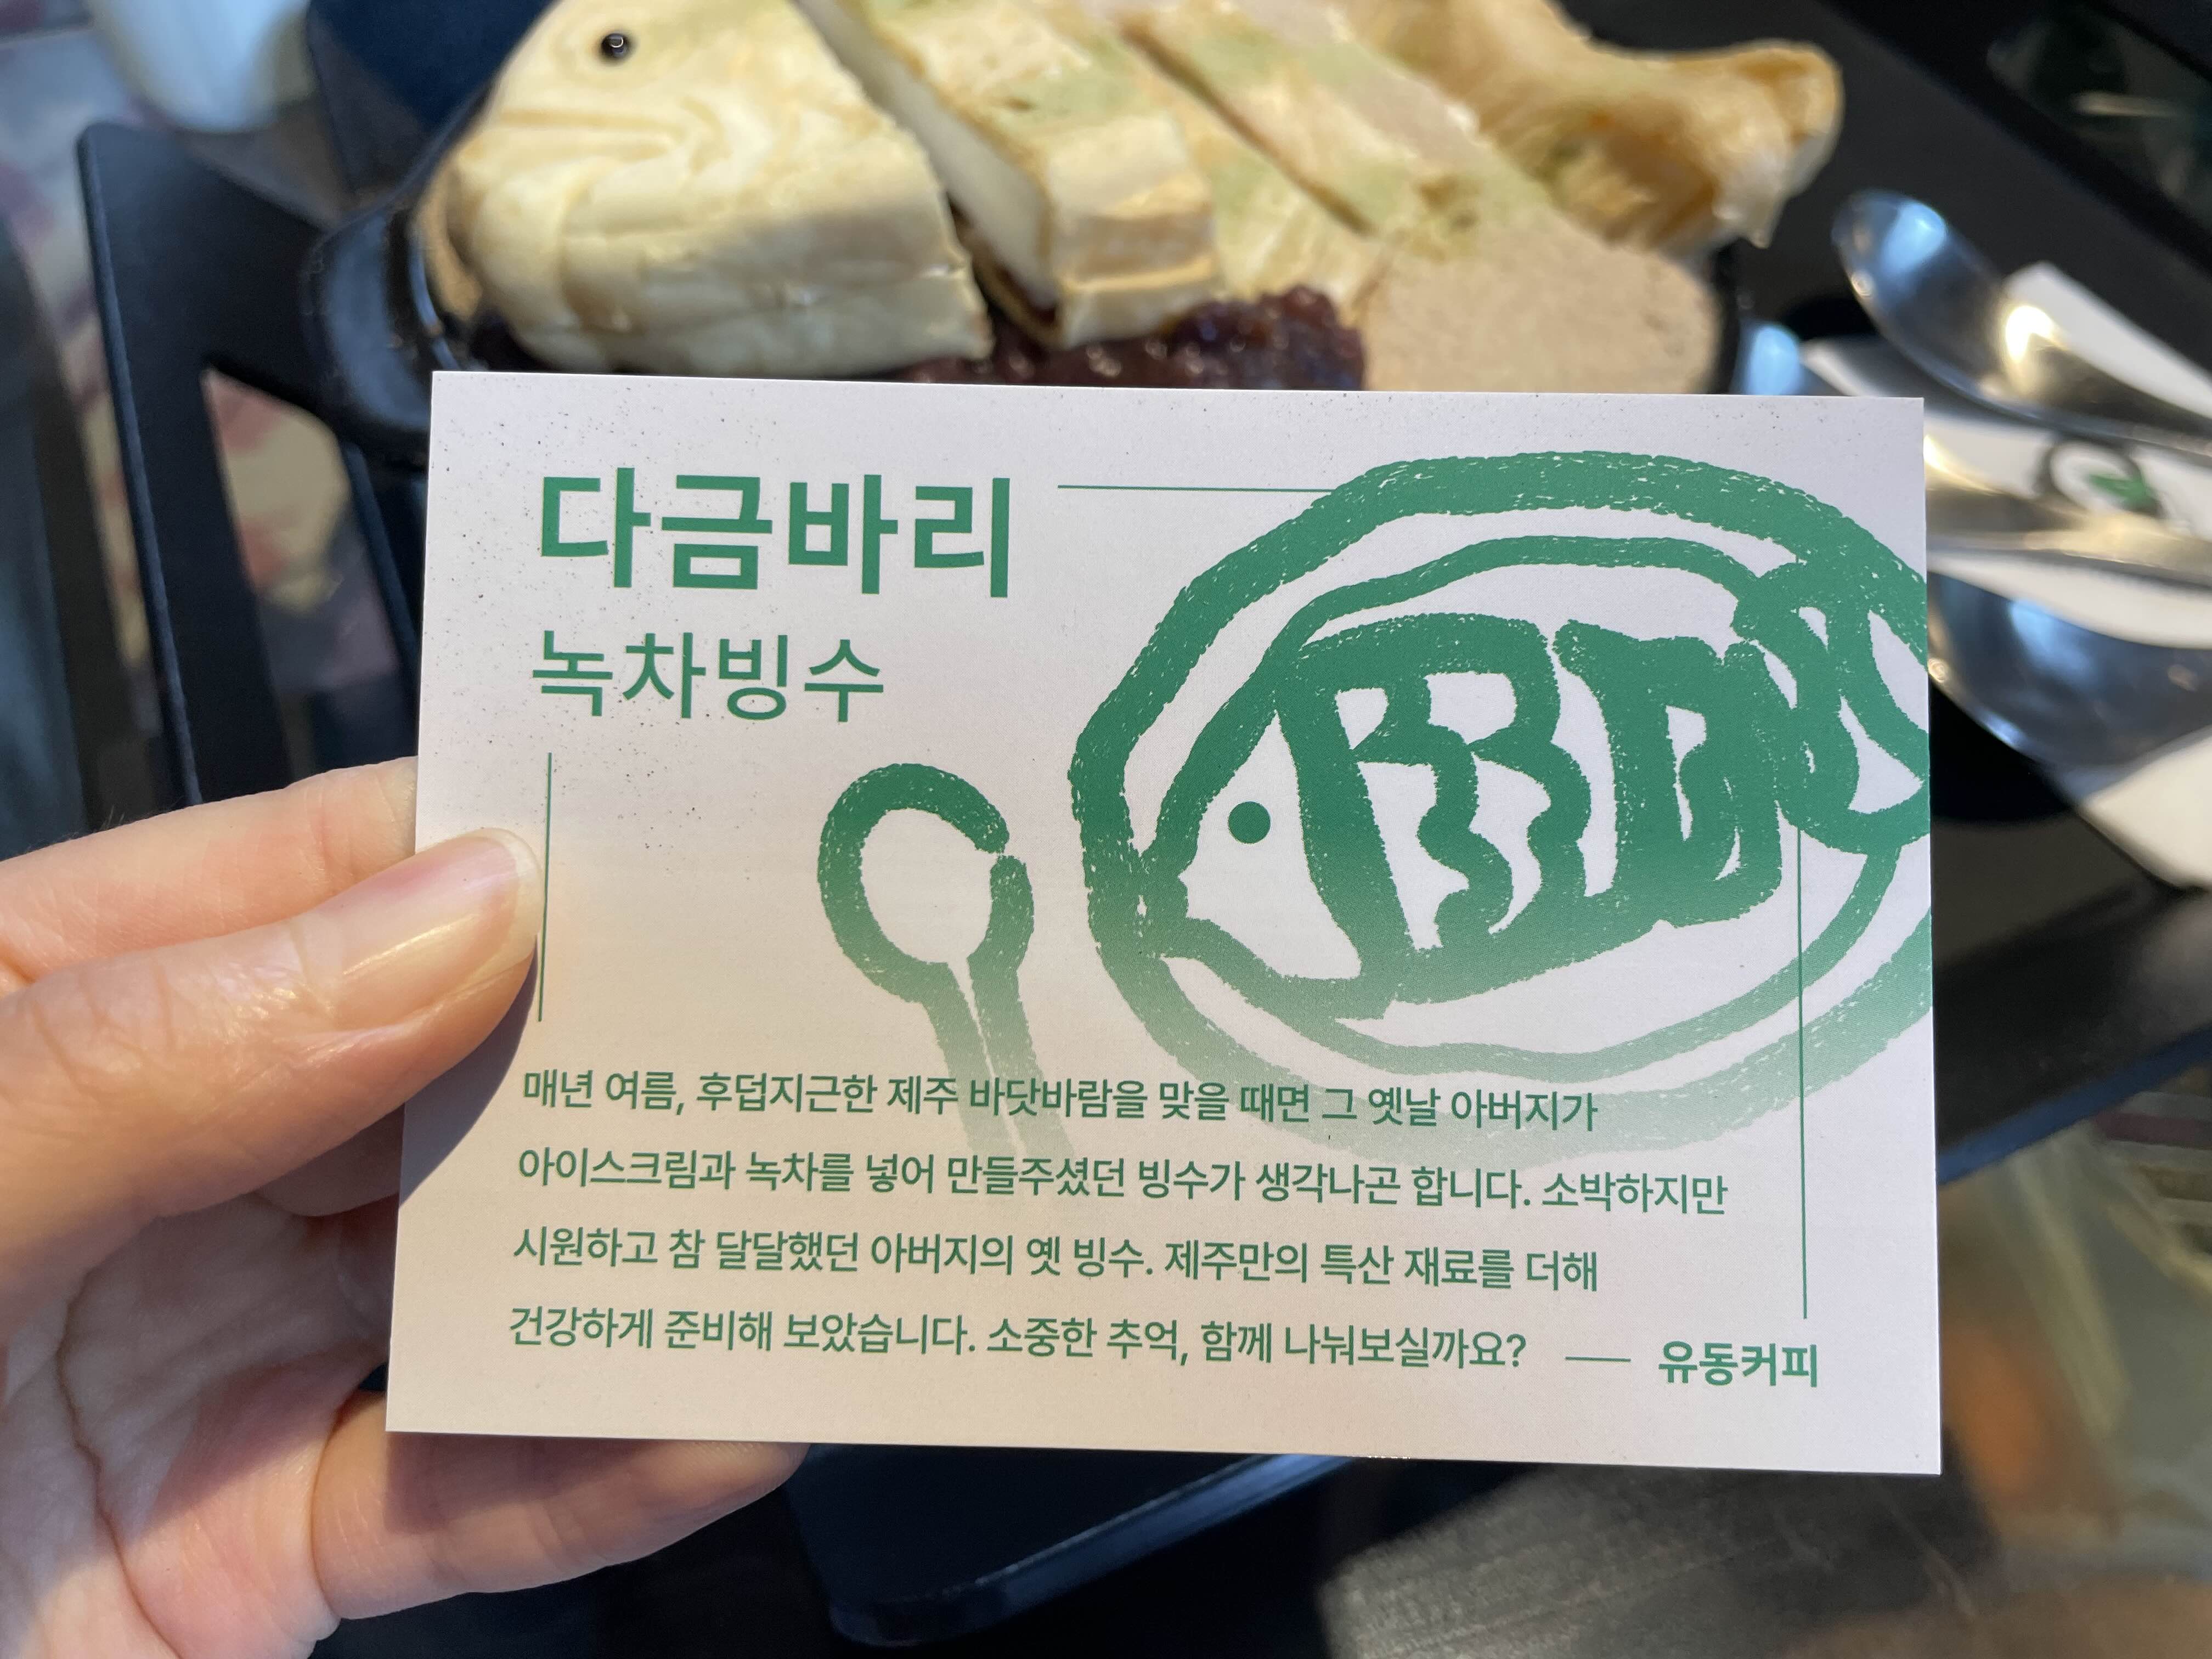 다금바리
녹차빙수
매년 여름, 후덥지근한 제주 바닷바람을 맞을 때면 그 옛날 아버지가
아이스크림과 녹차를 넣어 만들주셨던 빙수가 생각나곤 합니다. 소박하지만
시원하고 참 달달했던 아버지의 옛 빙수. 제주만의 특산 재료를 더해
건강하게 준비해 보았습니다. 소중한 추억, 함께 나눠보실까요? — 유동커피